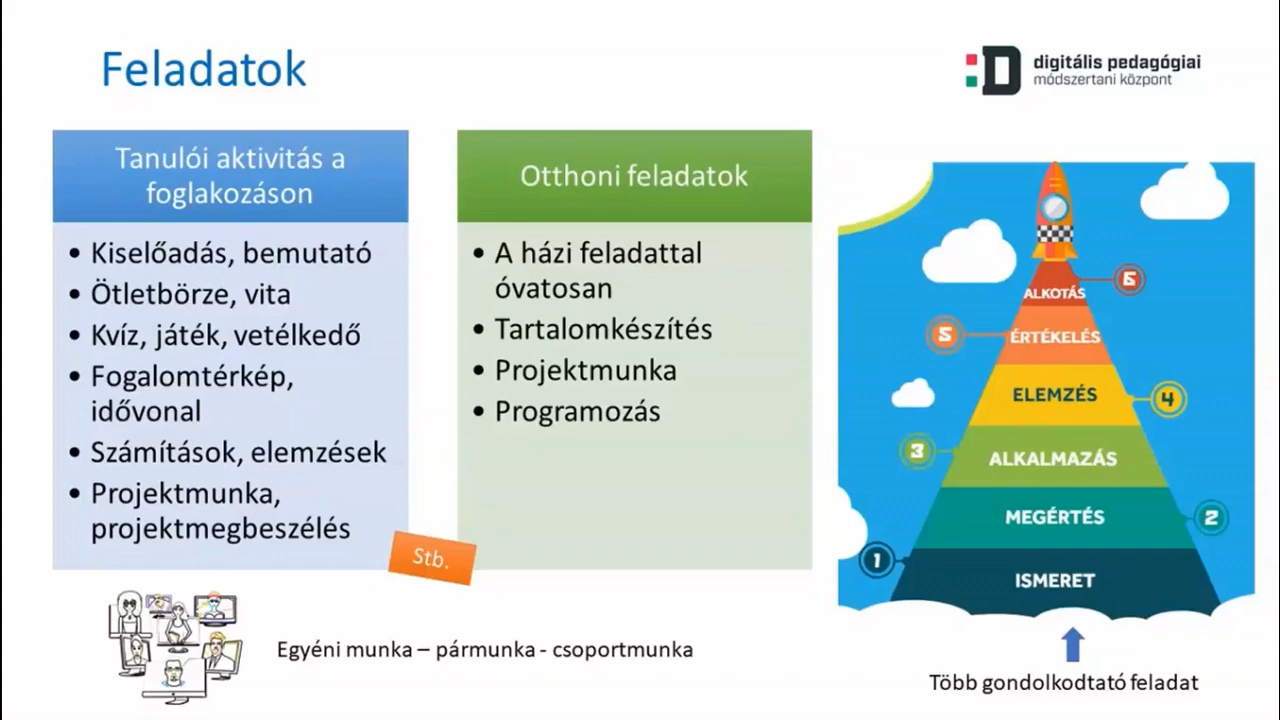 Feladatok
digitális pedagógiai
módszertani központ
Tanulói aktivitás a
foglakozáson
• Kiselőadás, bemutató
• Ötletbörze, vita
• Kvíz, játék, vetélkedő
• Fogalomtérkép,
idővonal
• Számítások, elemzések
• Projektmunka,
projektmegbeszélés
Stb.
Otthoni feladatok
• A házi feladattal
óvatosan
• Tartalomkészítés
• Projektmunka
• Programozás
ALKOTÁS
6
5
ÉRTÉKELÉS
ELEMZÉS
4
3
ALKALMAZÁS
MEGÉRTÉS
2
1
ISMERET
Egyéni munka – pármunka - csoportmunka
Több gondolkodtató feladat